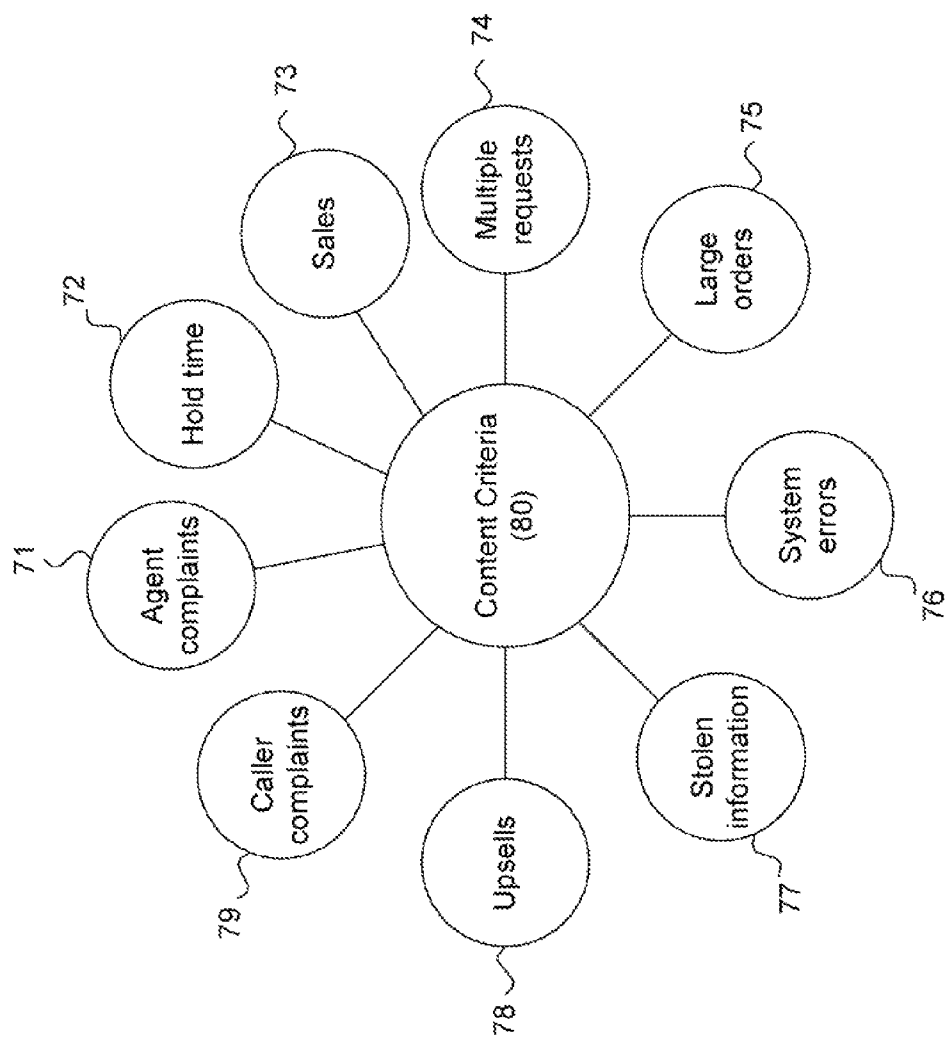 71
Agent
complaints
72
Hold time
73
Sales
74
Multiple
requests
75
Large
orders
76
System
errors
77
Stolen
information
78
Upsells
79
Caller
complaints
Content Criteria
(80)